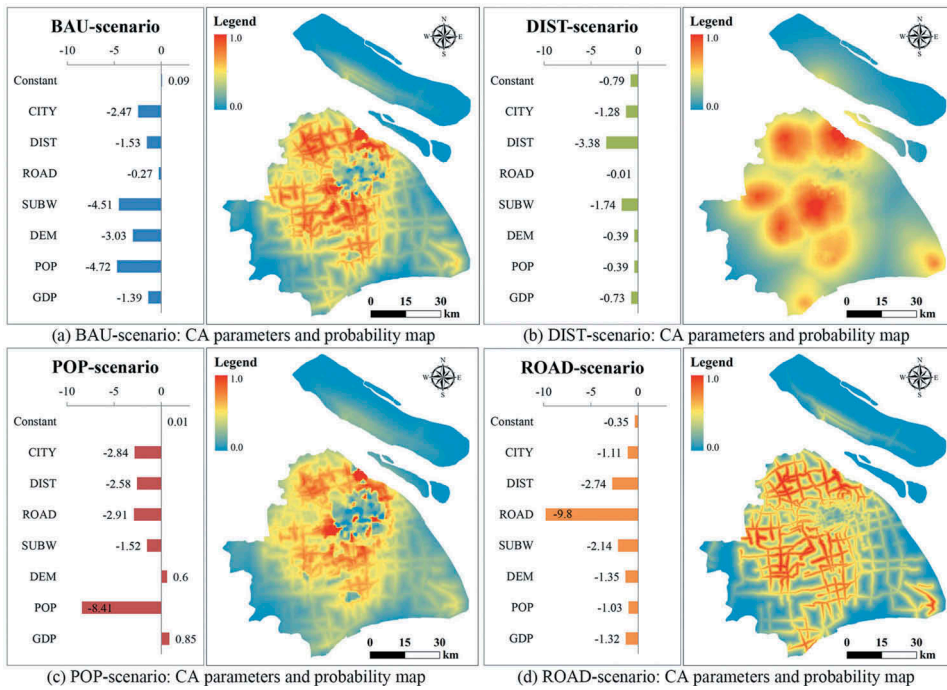 BAU-scenario
-10 -5 0
Constant 0.09
CITY -2.47
DIST -1.53
ROAD -0.27
SUBW -4.51
DEM -3.03
POP -4.72
GDP -1.39
Legend
1.0
0.0
N
W E
S
0 15 30
km
(a) BAU-scenario: CA parameters and probability map
DIST-scenario
-10 -5 0
Constant -0.79
CITY -1.28
DIST -3.38
ROAD -0.01
SUBW -1.74
DEM -0.39
POP -0.39
GDP -0.73
Legend
1.0
0.0
N
W E
S
0 15 30
km
(b) DIST-scenario: CA parameters and probability map
POP-scenario
-10 -5 0
Constant 0.01
CITY -2.84
DIST -2.58
ROAD -2.91
SUBW -1.52
DEM 0.6
POP -8.41
GDP 0.85
Legend
1.0
0.0
N
W E
S
0 15 30
km
(c) POP-scenario: CA parameters and probability map
ROAD-scenario
-10 -5 0
Constant -0.35
CITY -1.11
DIST -2.74
ROAD -9.8
SUBW -2.14
DEM -1.35
POP -1.03
GDP -1.32
Legend
1.0
0.0
N
W E
S
0 15 30
km
(d) ROAD-scenario: CA parameters and probability map